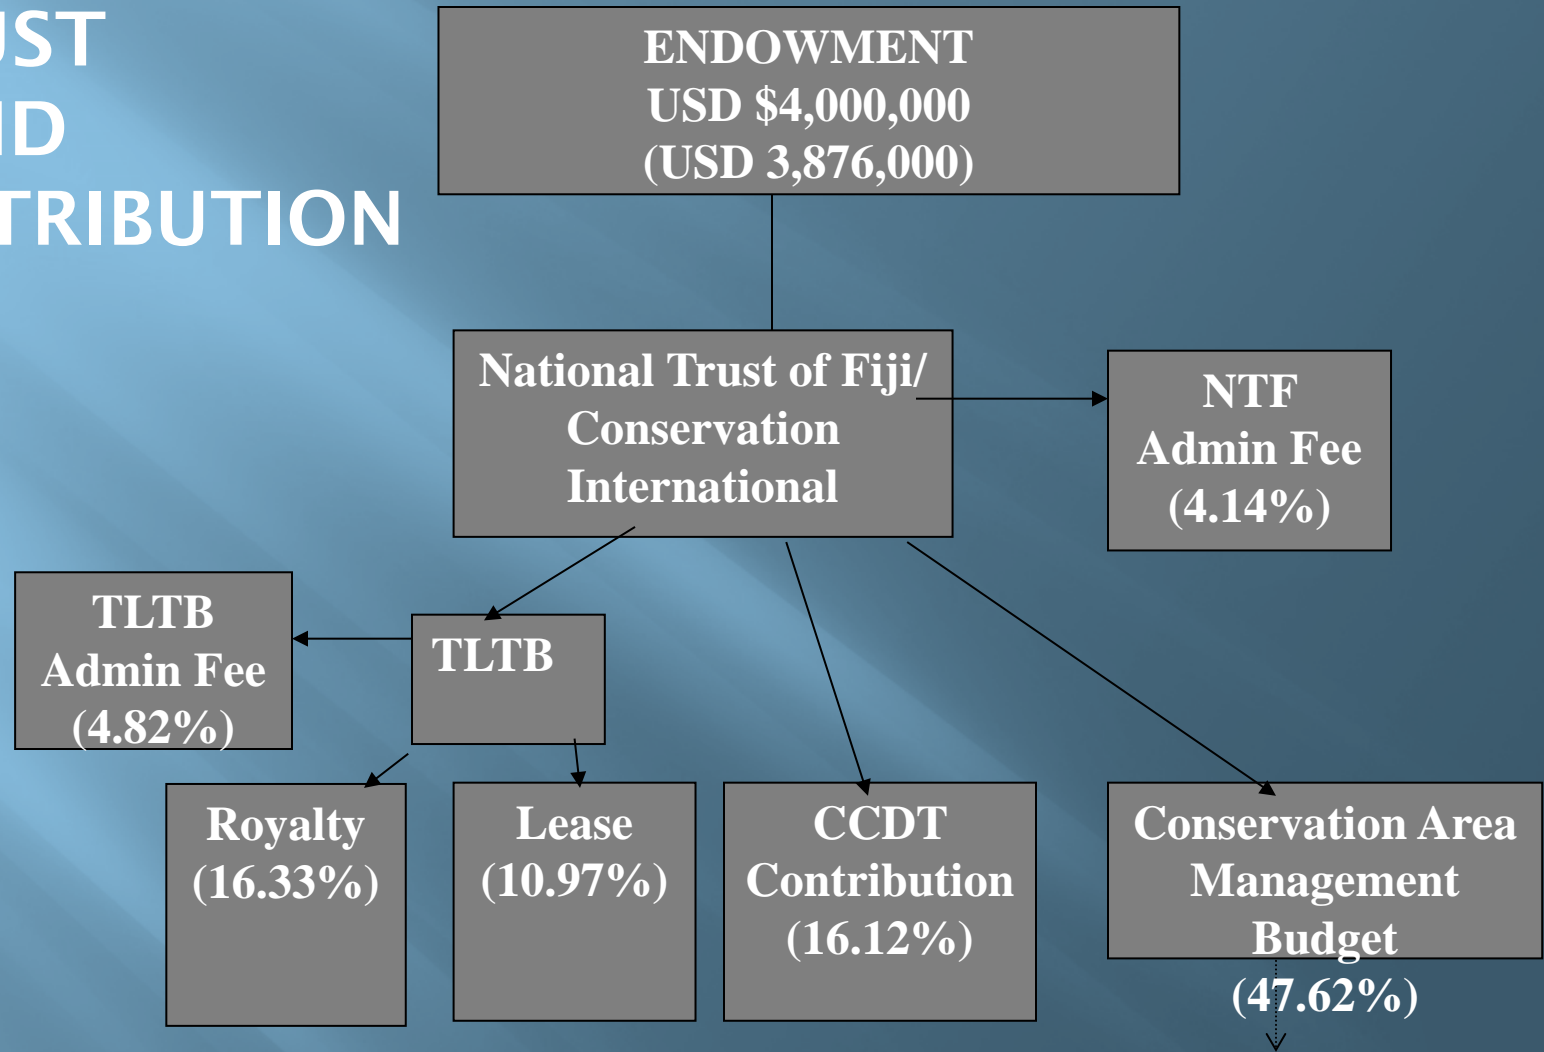 UST
ND
TRIBUTION
ENDOWMENT
USD $4,000,000
(USD 3,876,000)
National Trust of Fiji/
Conservation
International
NTF
Admin Fee
(4.14%)
TLTB
Admin Fee
(4.82%)
TLTB
Royalty
(16.33%)
Lease
(10.97%)
CCDT
Contribution
(16.12%)
Conservation Area
Management
Budget
(47.62%)